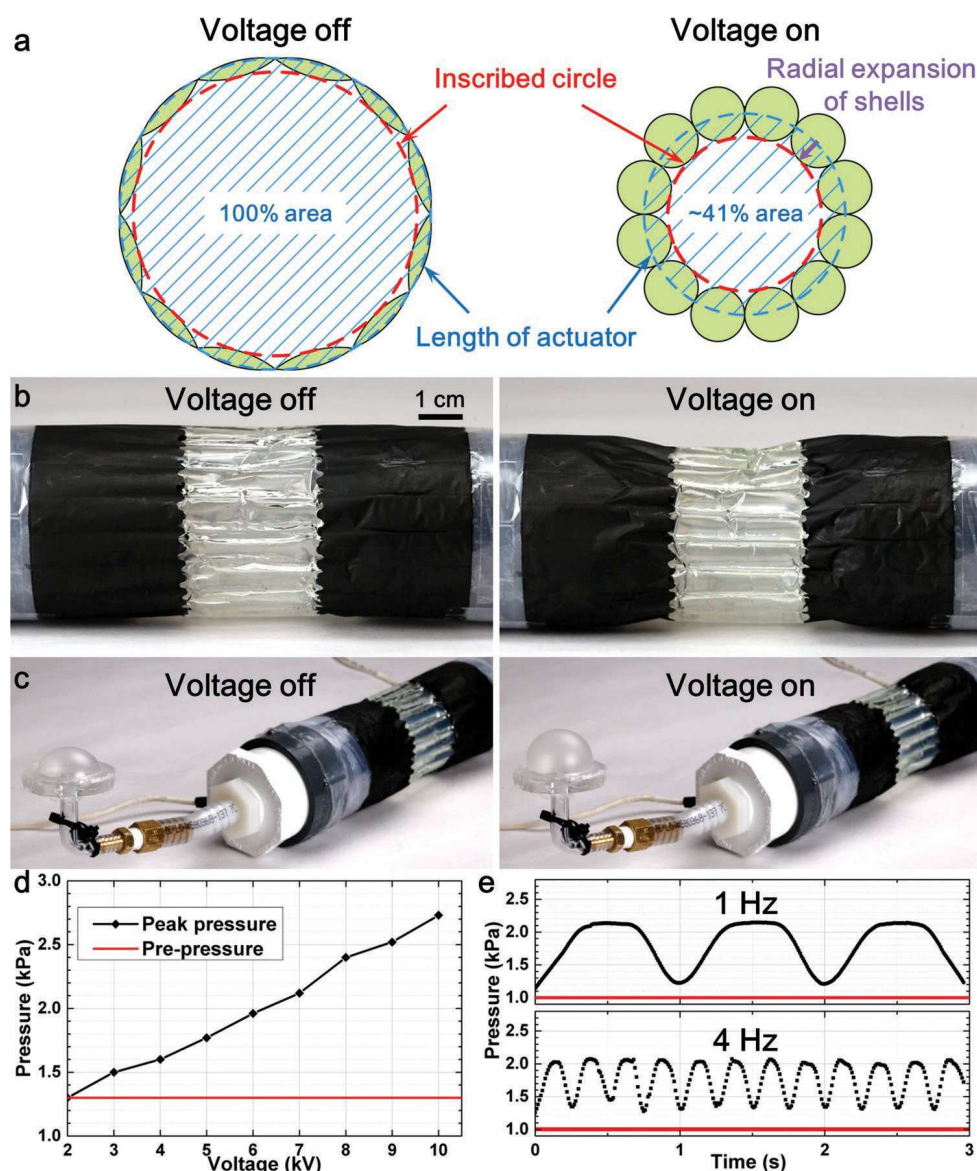 a
Voltage off
Voltage on
Inscribed circle
Radial expansion
of shells
100% area
~41% area
Length of actuator
b
Voltage off
1 cm
Voltage on
c
Voltage off
Voltage on
d
3.0
2.5
2.0
1.5
1.0
Pressure (kPa)
Peak pressure
Pre-pressure
2 3 4 5 6 7 8 9 10
Voltage (kV)
e
1 Hz
2.0
1.5
1.0
4 Hz
2.5
2.0
1.5
1.0
Pressure (kPa)
0 1 2 3
Time (s)